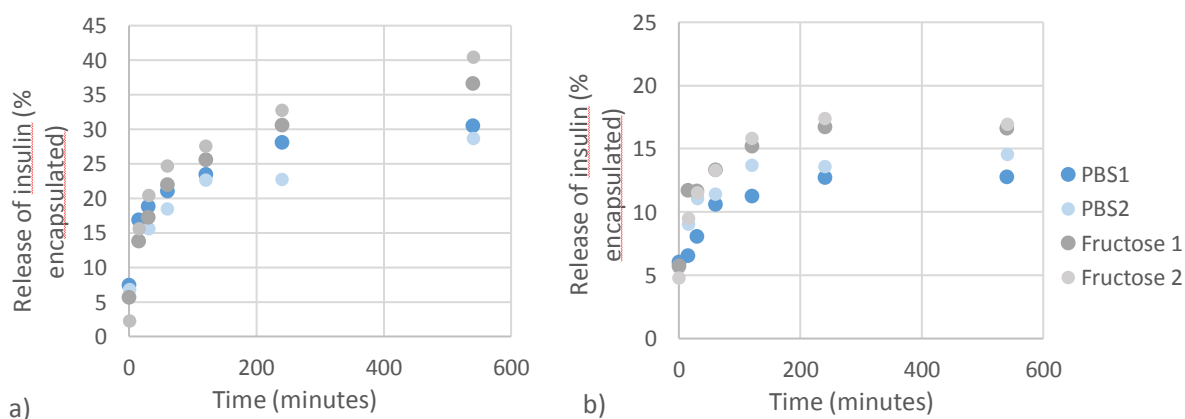 Release of insulin (%
encapsulated)
45
40
35
30
25
20
15
10
5
0
0
200
400
600
Time (minutes)
a)
Release of insulin (%
encapsulated)
25
20
15
10
5
0
0
200
400
600
Time (minutes)
b)
PBS1
PBS2
Fructose 1
Fructose 2